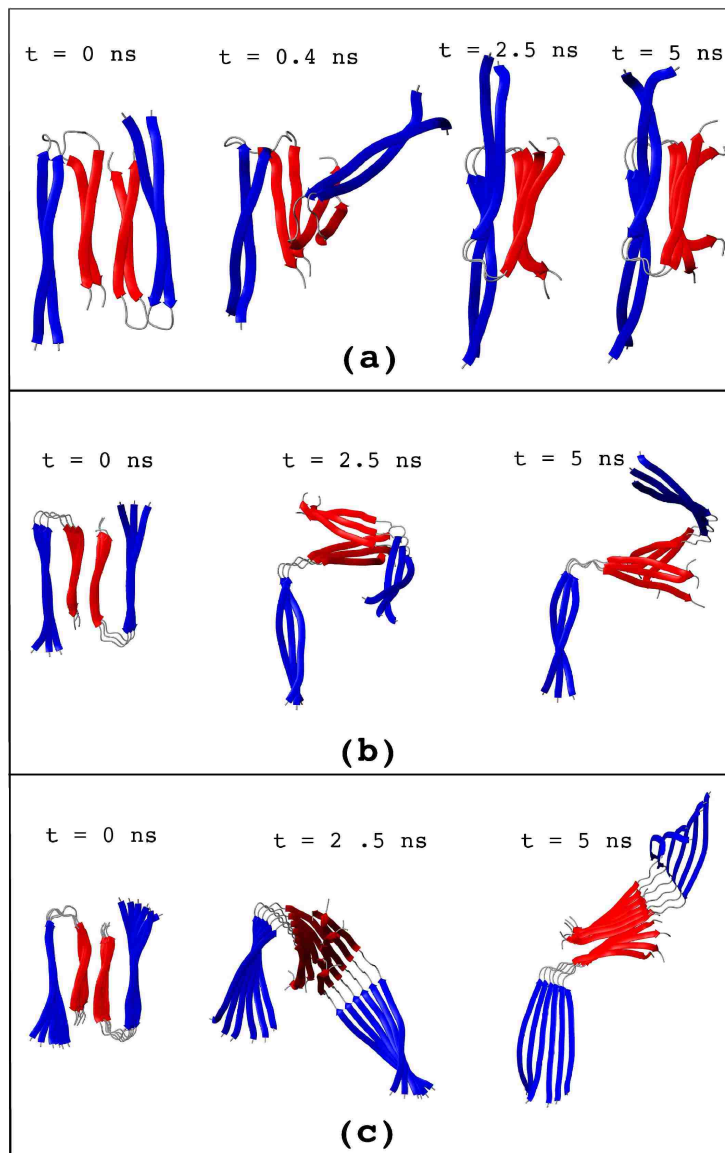 t = 0 ns
t = 0.4 ns
t = 2.5 ns
t = 5 ns
(a)
t = 0 ns
t = 2.5 ns
t = 5 ns
(b)
t = 0 ns
t = 2 .5 ns
t = 5 ns
(c)